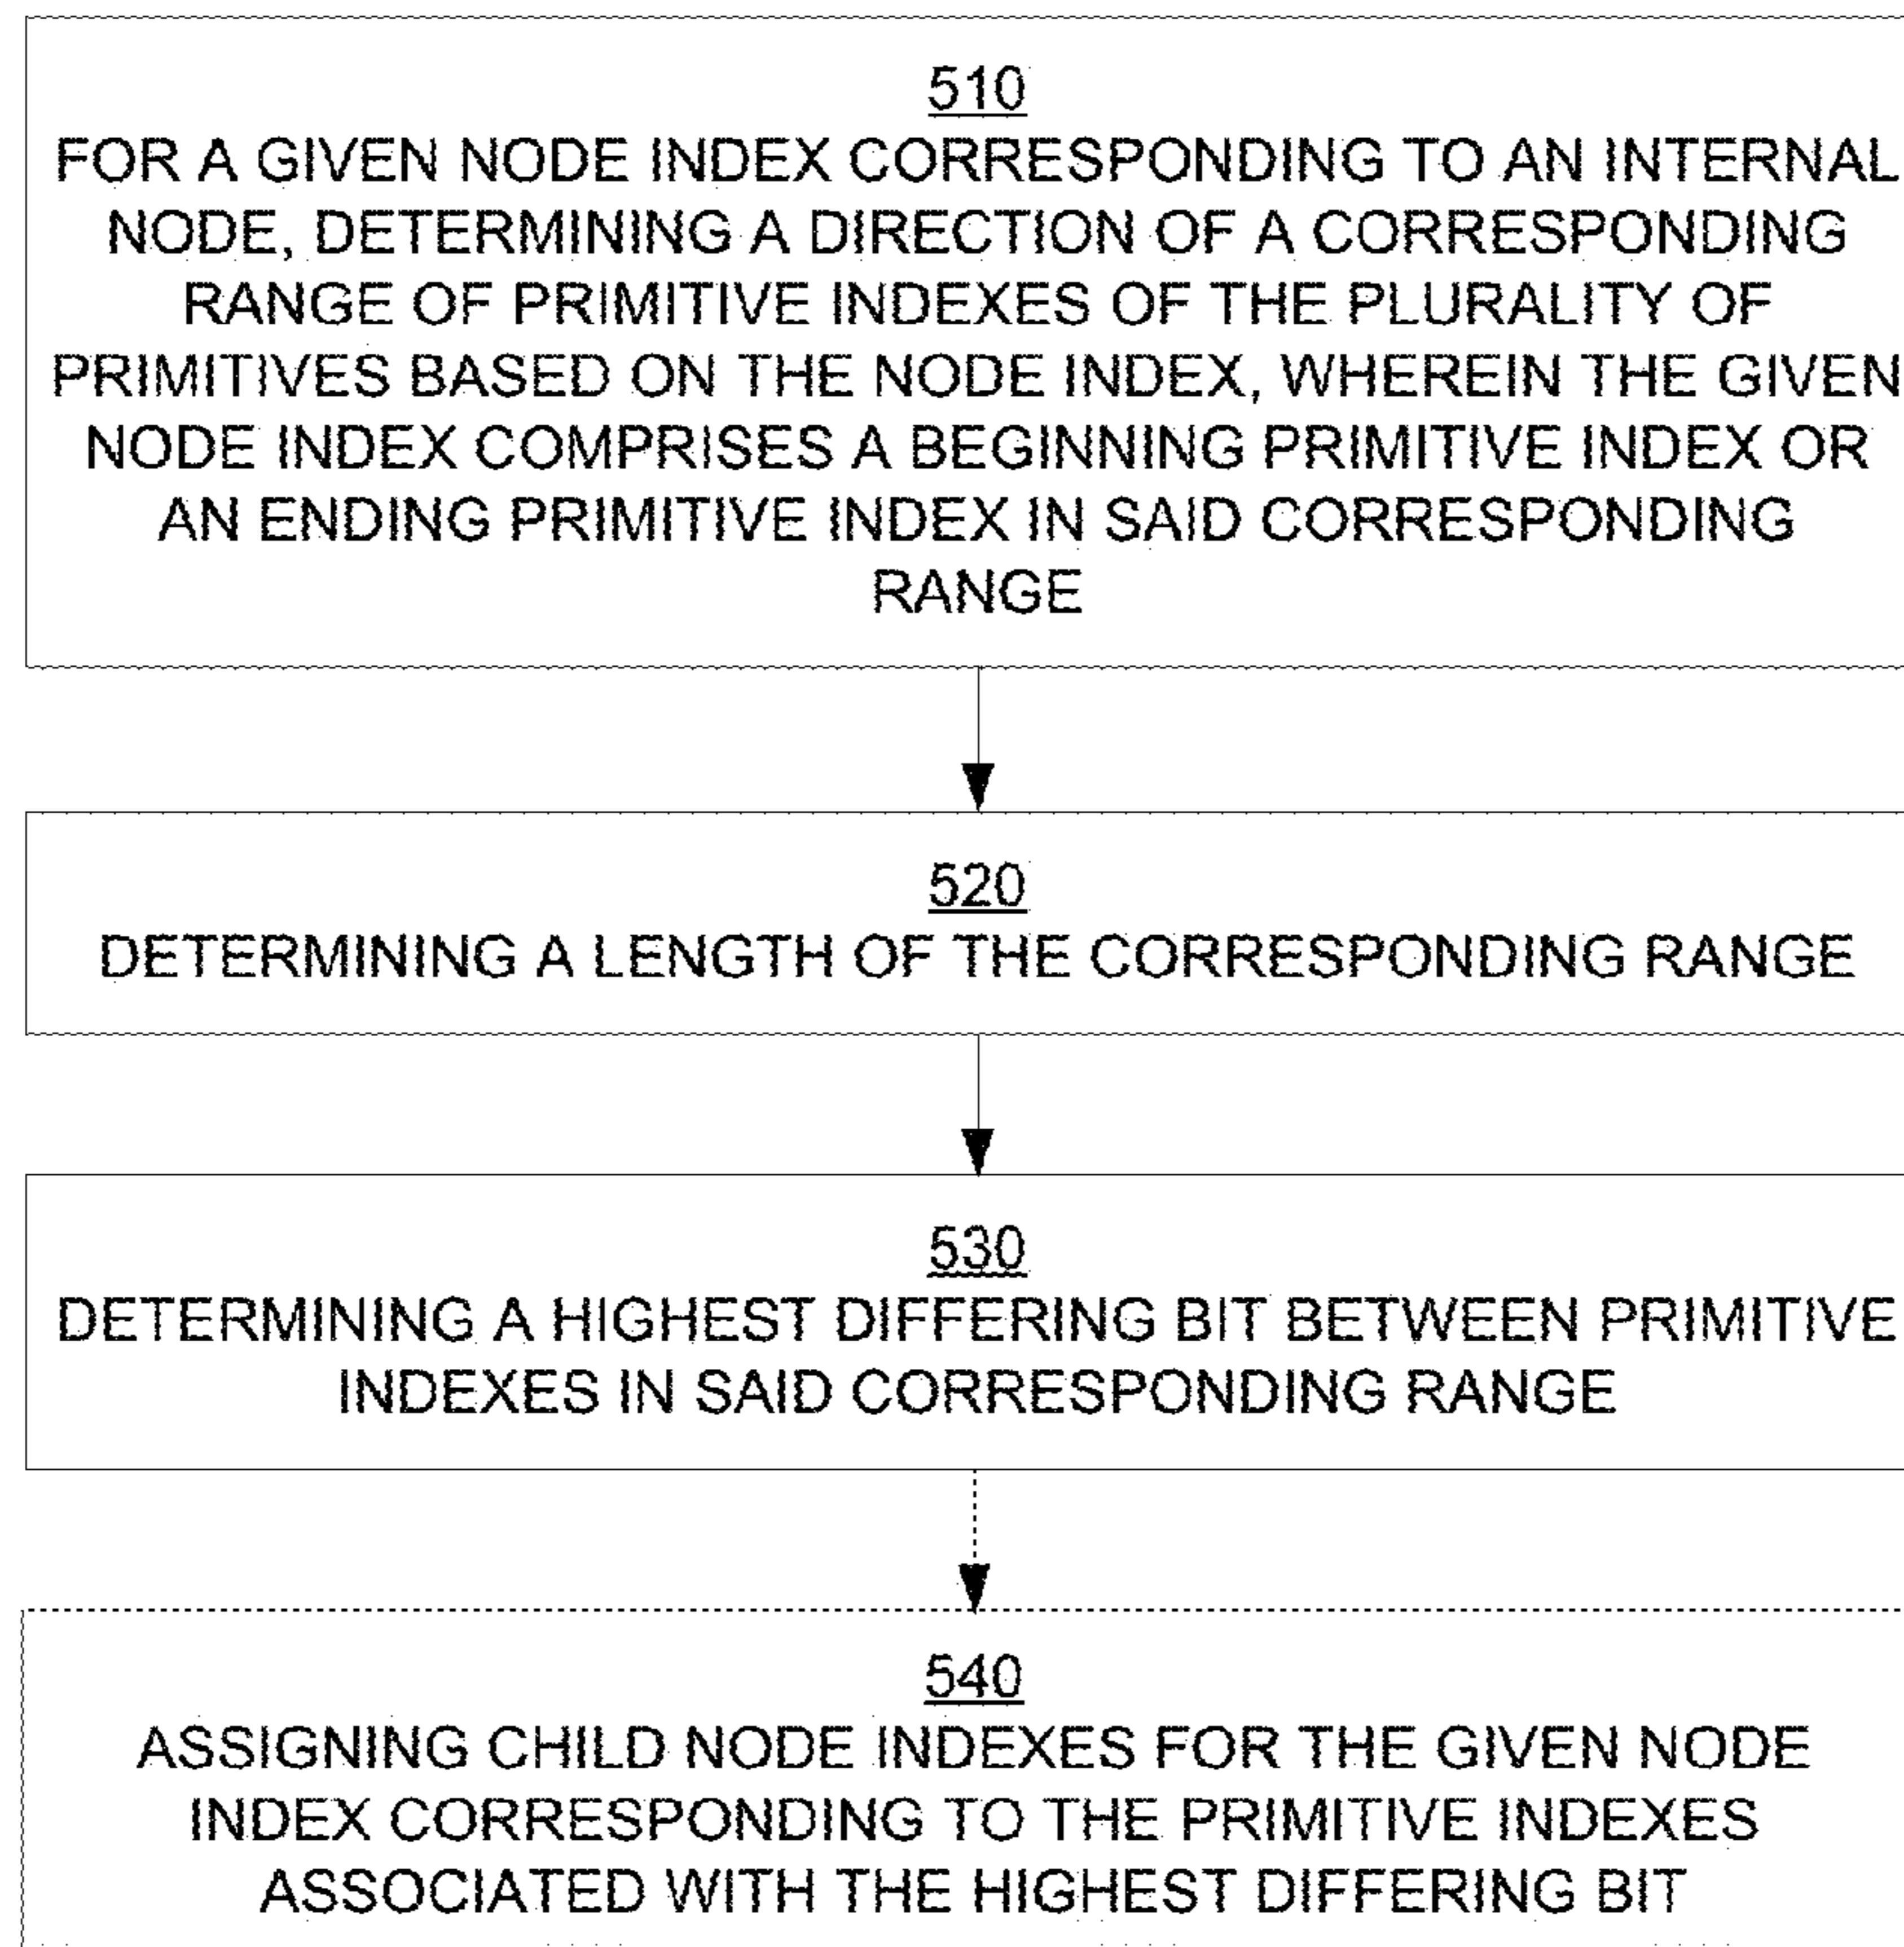 510
FOR A GIVEN NODE INDEX CORRESPONDING TO AN INTERNAL
NODE, DETERMINING A DIRECTION OF A CORRESPONDING
RANGE OF PRIMITIVE INDEXES OF THE PLURALITY OF
PRIMITIVES BASED ON THE NODE INDEX, WHEREIN THE GIVEN
NODE INDEX COMPRISES A BEGINNING PRIMITIVE INDEX OR
AN ENDING PRIMITIVE INDEX IN SAID CORRESPONDING
RANGE
520
DETERMINING A LENGTH OF THE CORRESPONDING RANGE
530
DETERMINING A HIGHEST DIFFERING BIT BETWEEN PRIMITIVE
INDEXES IN SAID CORRESPONDING RANGE
540
ASSIGNING CHILD NODE INDEXES FOR THE GIVEN NODE
INDEX CORRESPONDING TO THE PRIMITIVE INDEXES
ASSOCIATED WITH THE HIGHEST DIFFERING BIT